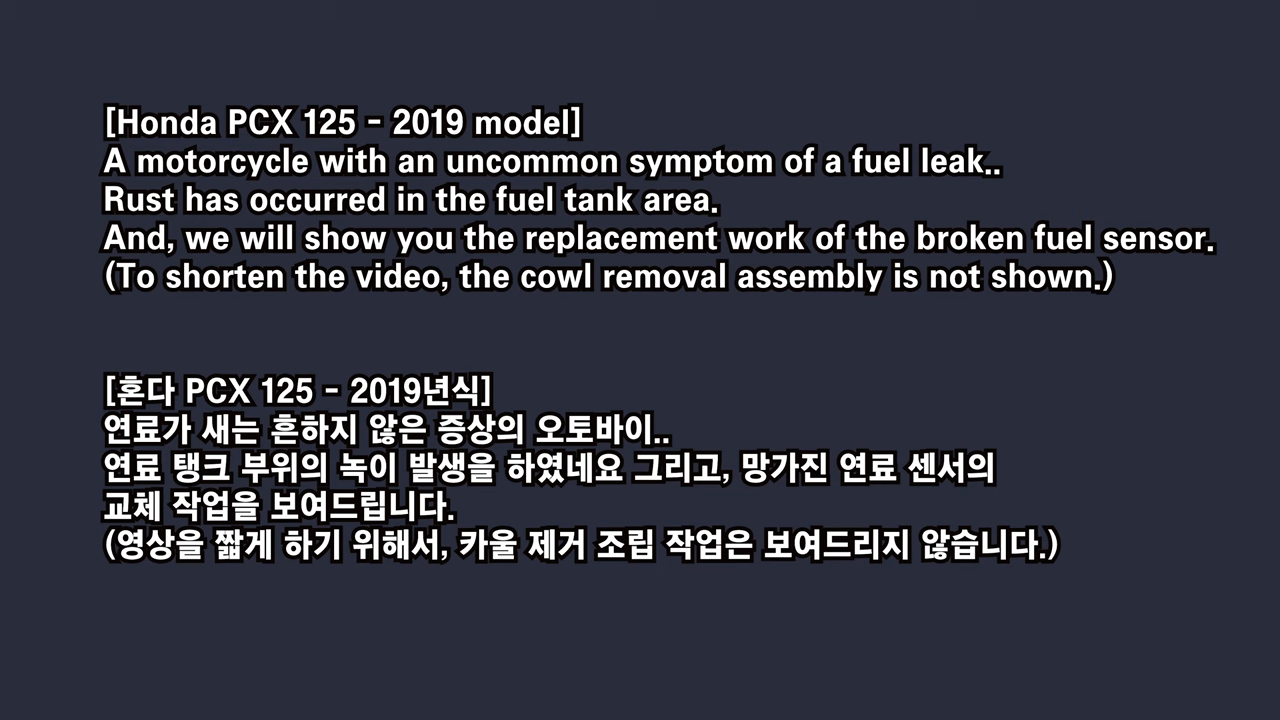 [Honda PCX 125 - 2019 model]
A motorcycle with an uncommon symptom of a fuel leak..
Rust has occurred in the fuel tank area.
And, we will show you the replacement work of the broken fuel sensor.
(To shorten the video, the cowl removal assembly is not shown.)
[혼다 PCX 125 - 2019년식]
연료가 새는 흔하지 않은 증상의 오토바이..
연료 탱크 부위의 녹이 발생을 하였네요 그리고, 망가진 연료 센서의
교체 작업을 보여드립니다.
(영상을 짧게 하기 위해서, 카울 제거 조립 작업은 보여드리지 않습니다.)